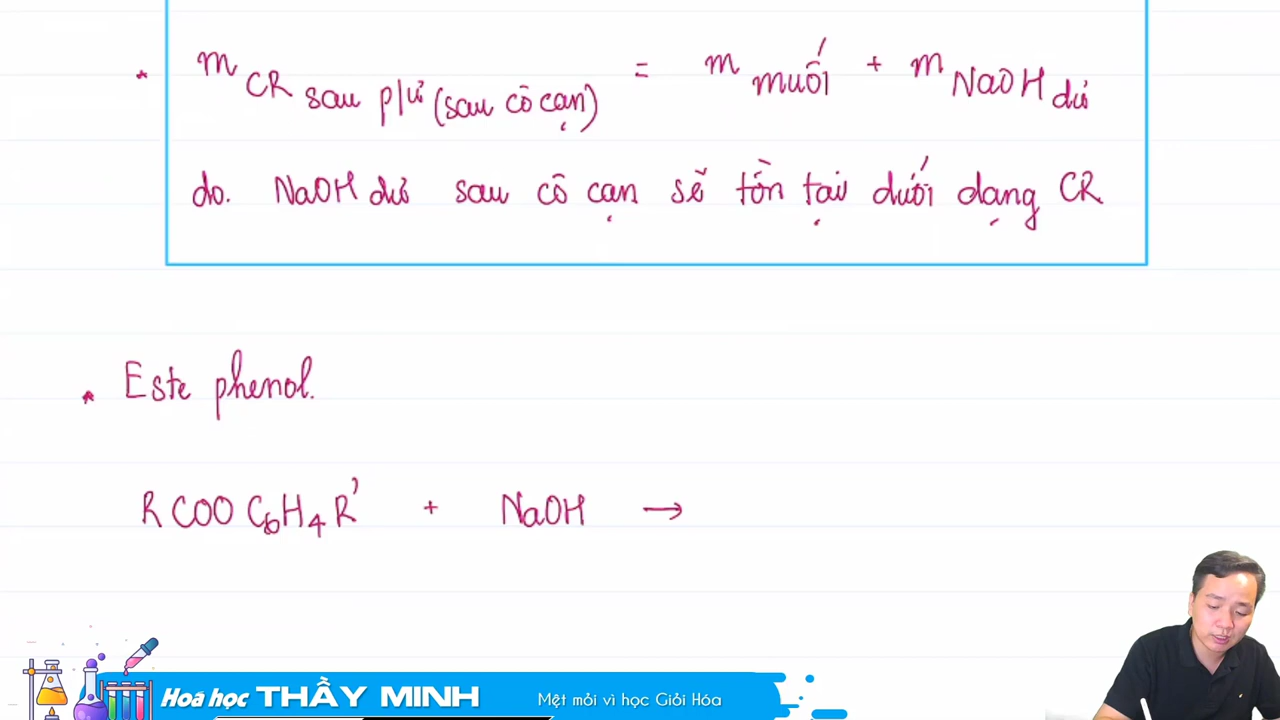 * m CR sau p/ư (sau cô cạn) = m muối + m NaOH dư
do. NaOH dư sau cô cạn sẽ tồn tại dưới dạng CR
* Este phenol.
RCOOC₆H₄R' + NaOH →
Hoá học THẦY MINH Mệt mỏi vì học Giỏi Hóa